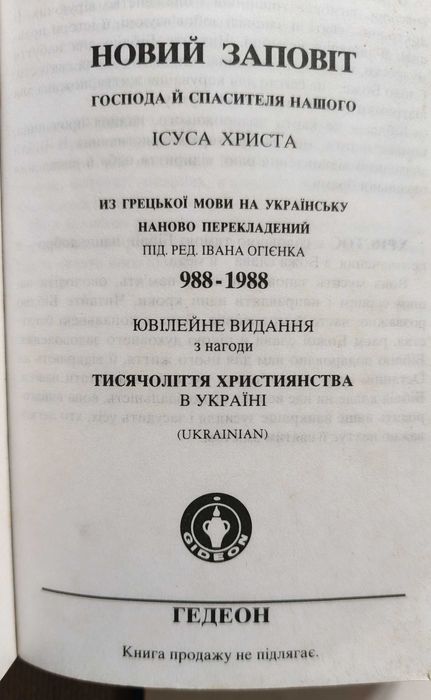 НОВИЙ ЗАПОВІТ
ГОСПОДА Й СПАСИТЕЛЯ НАШОГО
ІСУСА ХРИСТА
ИЗ ГРЕЦЬКОЇ МОВИ НА УКРАЇНСЬКУ
НАНОВО ПЕРЕКЛАДЕНИЙ
ПІД. РЕД. ІВАНА ОГІЄНКА
988-1988
ЮВІЛЕЙНЕ ВИДАННЯ
З НАГОДИ
ТИСЯЧОЛІТТЯ ХРИСТИЯНСТВА
В УКРАЇНІ
(UKRAINIAN)
GIDEON
ГЕДЕОН
Книга продажу не підлягає.